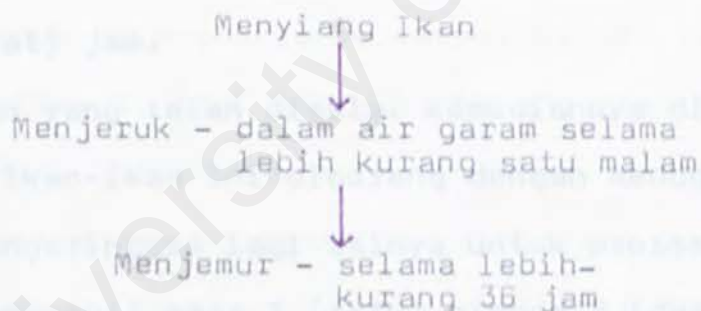 Menyiang Ikan
Menjeruk - dalam air garam selama
lebih kurang satu malam
Menjemur - selama lebih-
kurang 36 jam